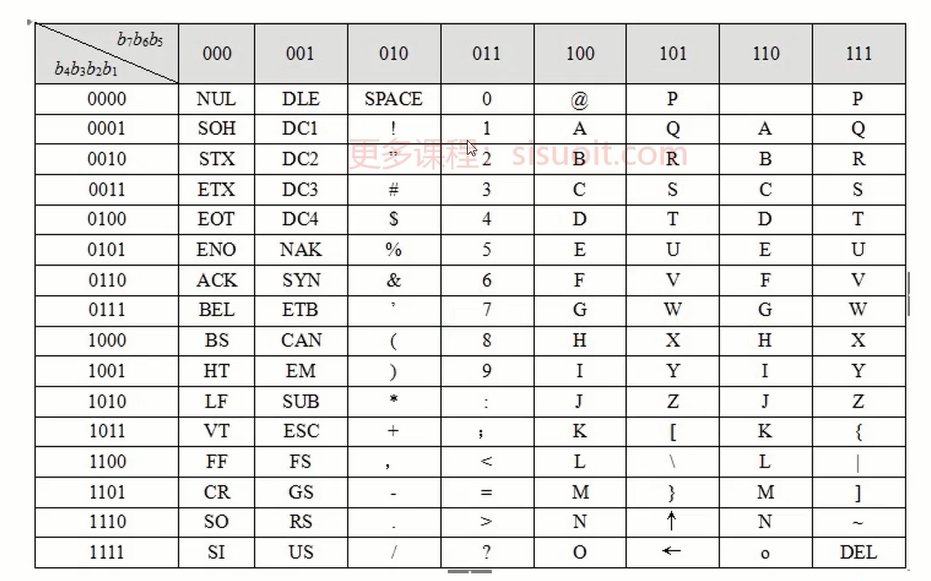 b7b6b5
b4b3b2b1 000 001 010 011 100 101 110 111
0000 NUL DLE SPACE 0 @ P P
0001 SOH DC1 ! 1 A Q A Q
更多课程：sisuoit.com
0010 STX DC2 " 2 B R B R
0011 ETX DC3 # 3 C S C S
0100 EOT DC4 $ 4 D T D T
0101 ENO NAK % 5 E U E U
0110 ACK SYN & 6 F V F V
0111 BEL ETB ’ 7 G W G W
1000 BS CAN ( 8 H X H X
1001 HT EM ) 9 I Y I Y
1010 LF SUB * : J Z J Z
1011 VT ESC + ; K [ K {
1100 FF FS , < L \ L |
1101 CR GS - = M } M ]
1110 SO RS . > N ↑ N ~
1111 SI US / ? O ← o DEL